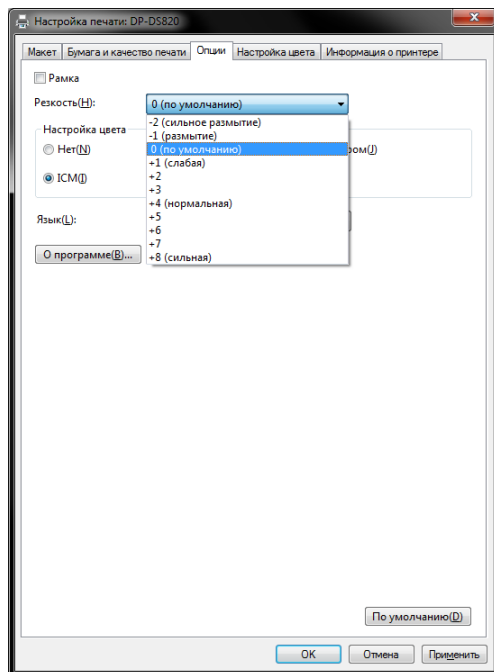 Настройка печати: DP-DS820
Макет Бумага и качество печати Опции Настройка цвета Информация о принтере
Рамка
Резкость(H): 0 (по умолчанию)
-2 (сильное размытие)
Настройка цвета -1 (размытие)
Нет(N) 0 (по умолчанию) ром(J)
+1 (слабая)
ICM(I) +2
+3
+4 (нормальная)
Язык(L): +5
+6
+7
О программе(B)... +8 (сильная)
По умолчанию(D)
OK Отмена Применить